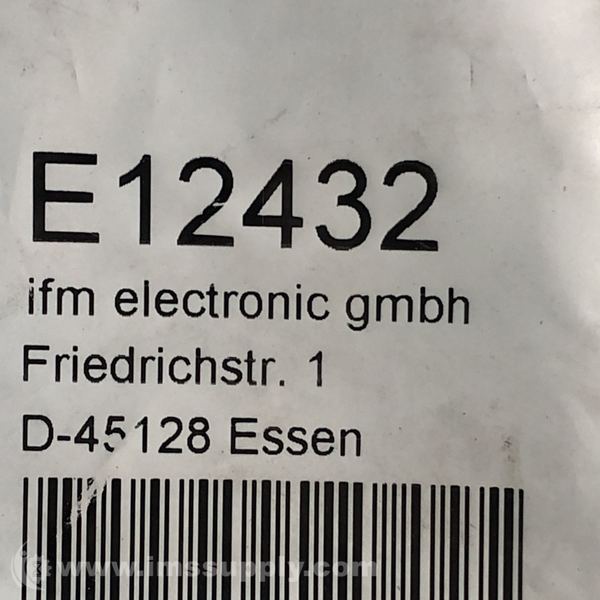 E12432
ifm electronic gmbh
Friedrichstr. 1
D-45128 Essen
www.imssupply.com